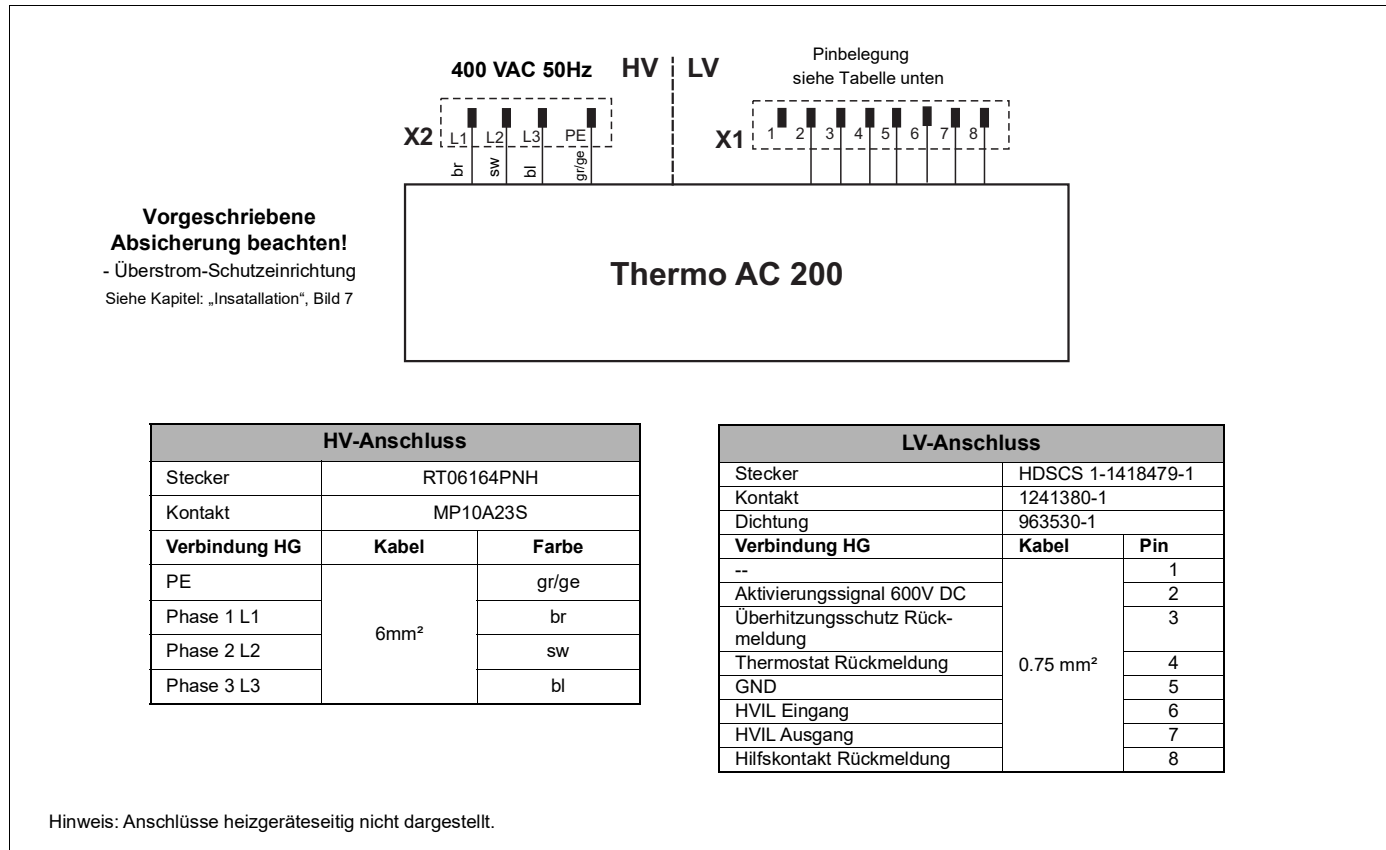 400 VAC 50Hz HV LV
Pinbelegung
siehe Tabelle unten
X2 L1 L2 L3 PE
br sw bl gr/ge
X1 1 2 3 4 5 6 7 8
Vorgeschriebene
Absicherung beachten!
- Überstrom-Schutzeinrichtung
Siehe Kapitel: „Insatallation“, Bild 7
Thermo AC 200
HV-Anschluss
Stecker RT06164PNH
Kontakt MP10A23S
Verbindung HG Kabel Farbe
PE gr/ge
Phase 1 L1 br
6mm²
Phase 2 L2 sw
Phase 3 L3 bl
LV-Anschluss
Stecker HDSCS 1-1418479-1
Kontakt 1241380-1
Dichtung 963530-1
Verbindung HG Kabel Pin
-- 1
Aktivierungssignal 600V DC 2
Überhitzungsschutz Rück- 3
meldung
Thermostat Rückmeldung 0.75 mm² 4
GND 5
HVIL Eingang 6
HVIL Ausgang 7
Hilfskontakt Rückmeldung 8
Hinweis: Anschlüsse heizgeräteseitig nicht dargestellt.